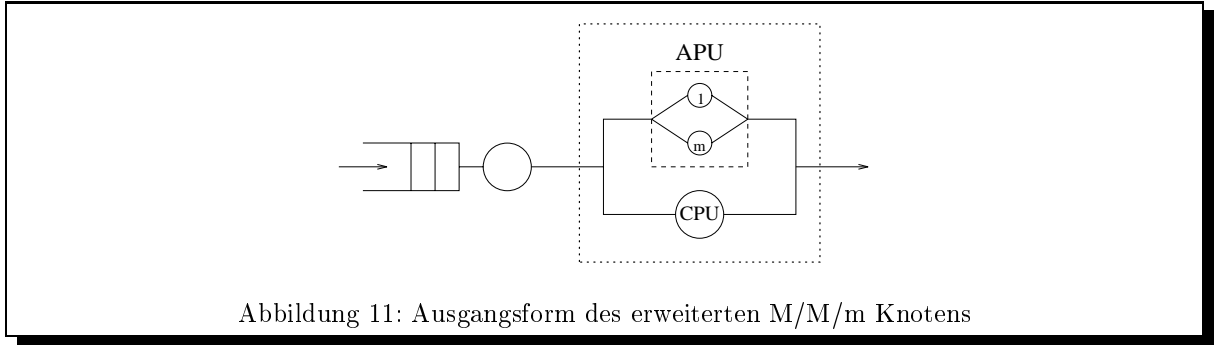 APU
1
m
CPU
Abbildung 11: Ausgangsform des erweiterten M/M/m Knotens